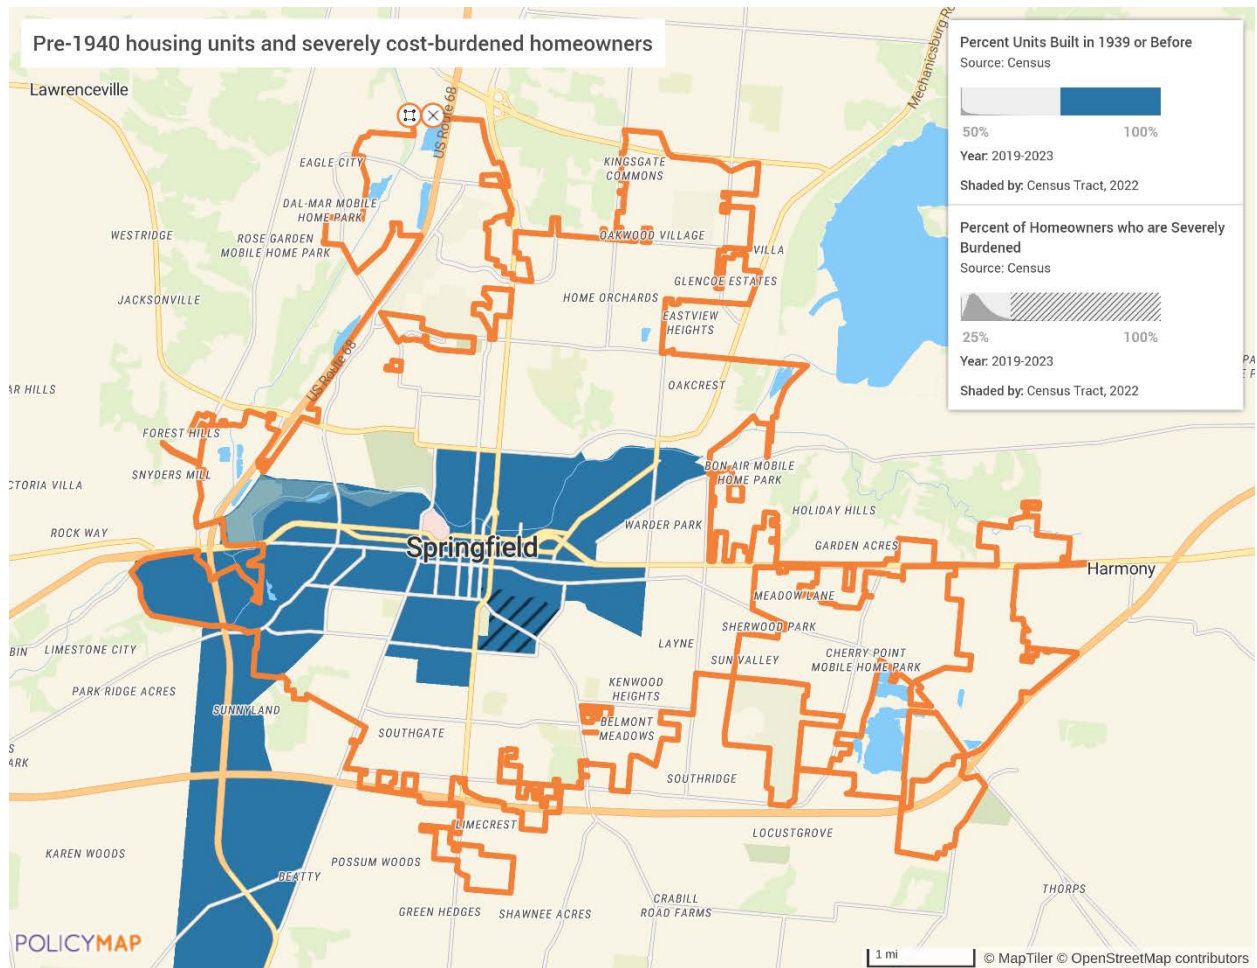 Pre-1940 housing units and severely cost-burdened homeowners
Percent Units Built in 1939 or Before
Source: Census
50% 100%
Year: 2019-2023
Shaded by: Census Tract, 2022
Percent of Homeowners who are Severely
Burdened
Source: Census
25% 100%
Year: 2019-2023
Shaded by: Census Tract, 2022
Lawrenceville
US Route 68
Mechanicsburg Ro
EAGLE CITY
KINGSGATE
COMMONS
DAL-MAR MOBILE
HOME PARK
WESTRIDGE
ROSE GARDEN
MOBILE HOME PARK
OAKWOOD VILLAGE
VILLA
GLENCOE ESTATES
JACKSONVILLE
HOME ORCHARDS
EASTVIEW
HEIGHTS
US Route 68
OAKCREST
AR HILLS
FOREST HILLS
SNYDERS MILL
BON AIR MOBILE
HOME PARK
CTORIA VILLA
HOLIDAY HILLS
WARDER PARK
ROCK WAY
Springfield
GARDEN ACRES
Harmony
MEADOW LANE
SHERWOOD PARK
LAYNE
BIN
LIMESTONE CITY
SUN VALLEY
CHERRY POINT
MOBILE HOME PARK
KENWOOD
HEIGHTS
PARK RIDGE ACRES
SUNNYLAND
BELMONT
MEADOWS
SOUTHGATE
S
ARK
SOUTHRIDGE
LIMECREST
LOCUSTGROVE
KAREN WOODS
POSSUM WOODS
BEATTY
THORPS
CRABILL
ROAD FARMS
GREEN HEDGES
SHAWNEE ACRES
POLICYMAP
1 mi
© MapTiler © OpenStreetMap contributors